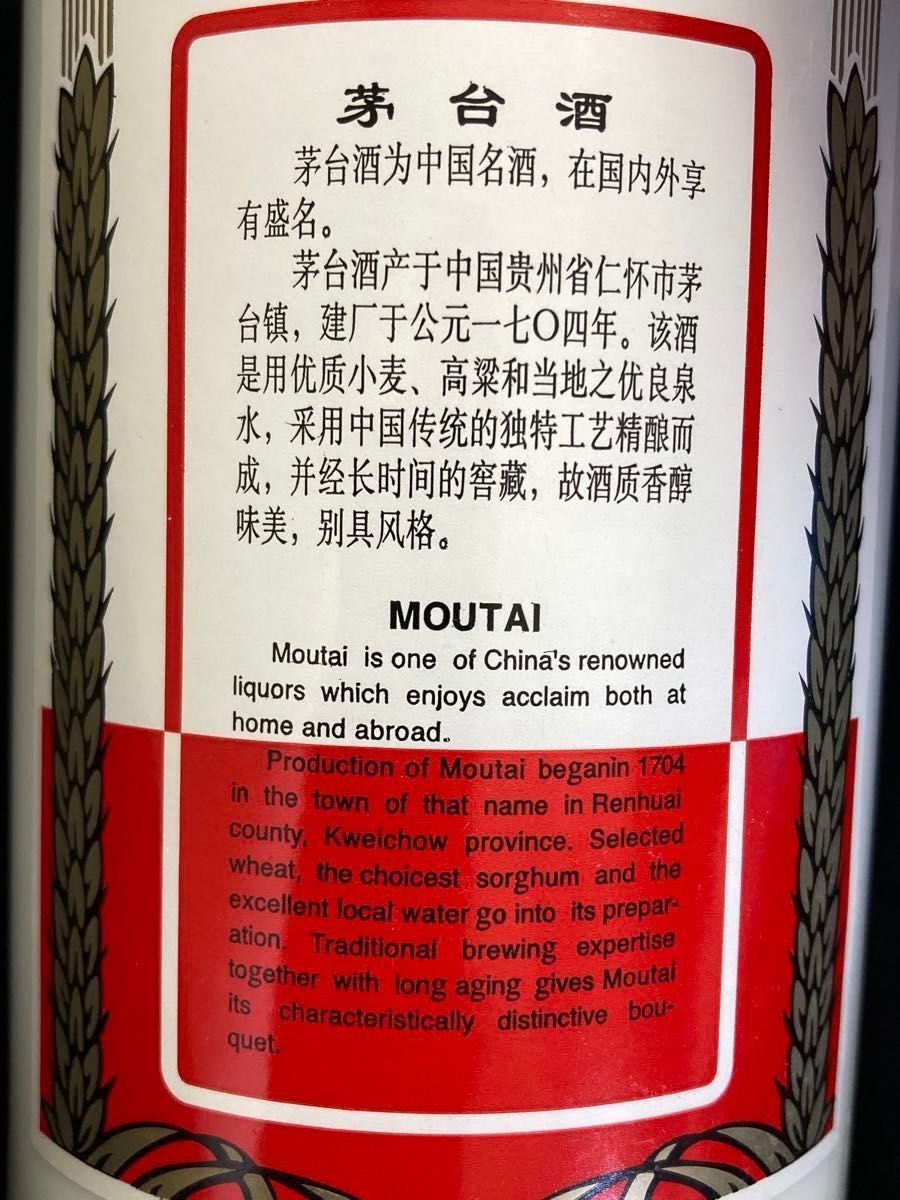 茅台酒
茅台酒为中国名酒，在国内外享
有盛名。
茅台酒产于中国贵州省仁怀市茅
台镇，建厂于公元一七〇四年。该酒
是用优质小麦、高粱和当地之优良泉
水，采用中国传统的独特工艺精酿而
成，并经长时间的窖藏，故酒质香醇
味美，别具风格。
MOUTAI
Moutai is one of China's renowned
liquors which enjoys acclaim both at
home and abroad.
Production of Moutai beganin 1704
in the town of that name in Renhuai
county, Kweichow province. Selected
wheat, the choicest sorghum and the
excellent local water go into its prepar-
ation. Traditional brewing expertise
together with long aging gives Moutai
its characteristically distinctive bou-
quet.